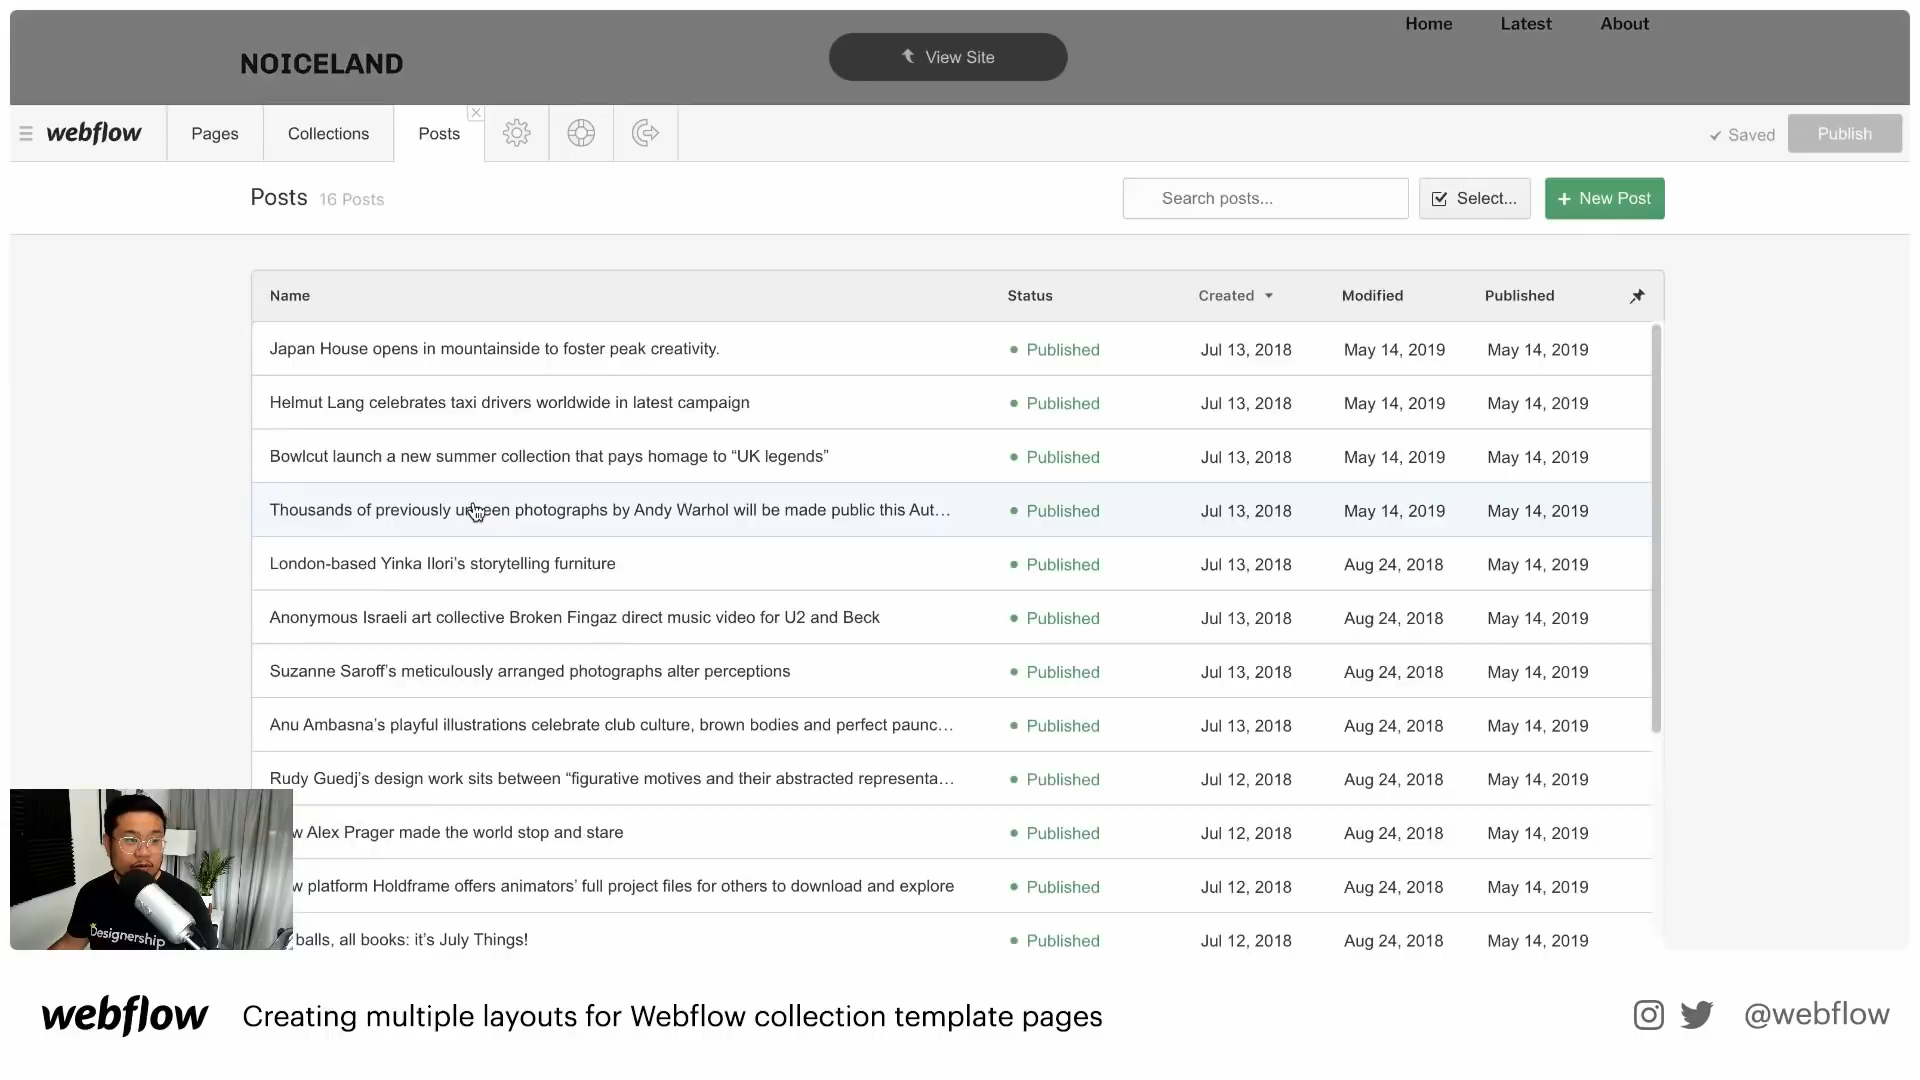 Home Latest About
NOICELAND
View Site
webflow Pages Collections Posts
Saved Publish
Posts 16 Posts
Search posts... Select... + New Post
Name Status Created Modified Published
Japan House opens in mountainside to foster peak creativity. Published Jul 13, 2018 May 14, 2019 May 14, 2019
Helmut Lang celebrates taxi drivers worldwide in latest campaign Published Jul 13, 2018 May 14, 2019 May 14, 2019
Bowlcut launch a new summer collection that pays homage to “UK legends” Published Jul 13, 2018 May 14, 2019 May 14, 2019
Thousands of previously unseen photographs by Andy Warhol will be made public this Aut… Published Jul 13, 2018 May 14, 2019 May 14, 2019
London-based Yinka Ilori’s storytelling furniture Published Jul 13, 2018 Aug 24, 2018 May 14, 2019
Anonymous Israeli art collective Broken Fingaz direct music video for U2 and Beck Published Jul 13, 2018 Aug 24, 2018 May 14, 2019
Suzanne Saroff’s meticulously arranged photographs alter perceptions Published Jul 13, 2018 Aug 24, 2018 May 14, 2019
Anu Ambasna’s playful illustrations celebrate club culture, brown bodies and perfect paunc… Published Jul 13, 2018 Aug 24, 2018 May 14, 2019
Rudy Guedj’s design work sits between “figurative motives and their abstracted representa… Published Jul 12, 2018 Aug 24, 2018 May 14, 2019
w Alex Prager made the world stop and stare Published Jul 12, 2018 Aug 24, 2018 May 14, 2019
w platform Holdframe offers animators’ full project files for others to download and explore Published Jul 12, 2018 Aug 24, 2018 May 14, 2019
balls, all books: it’s July Things! Published Jul 12, 2018 Aug 24, 2018 May 14, 2019
Designership
webflow Creating multiple layouts for Webflow collection template pages @webflow